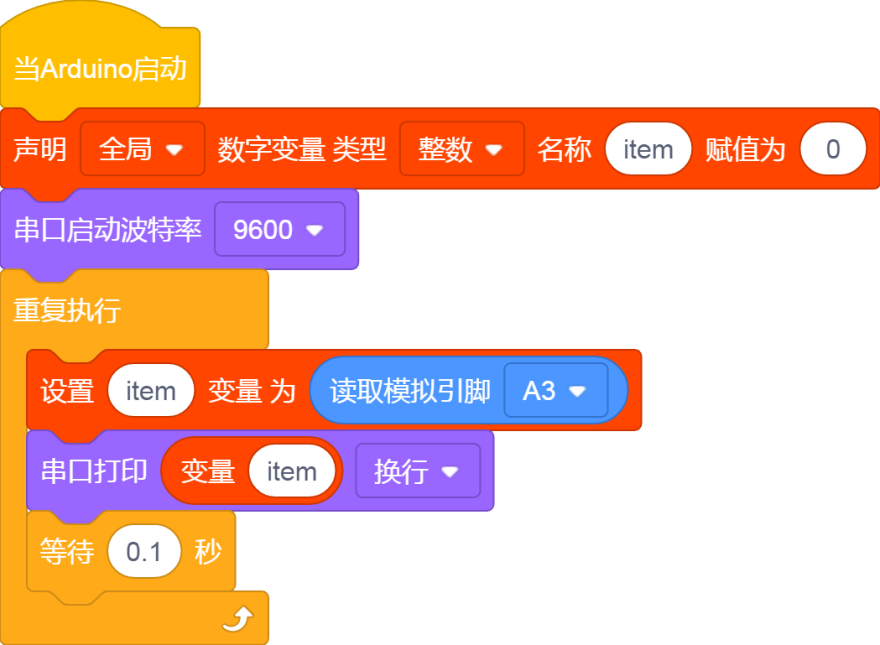 当Arduino启动
声明 全局 数字变量 类型 整数 名称 item 赋值为 0
串口启动波特率 9600
重复执行
设置 item 变量 为 读取模拟引脚 A3
串口打印 变量 item 换行
等待 0.1 秒